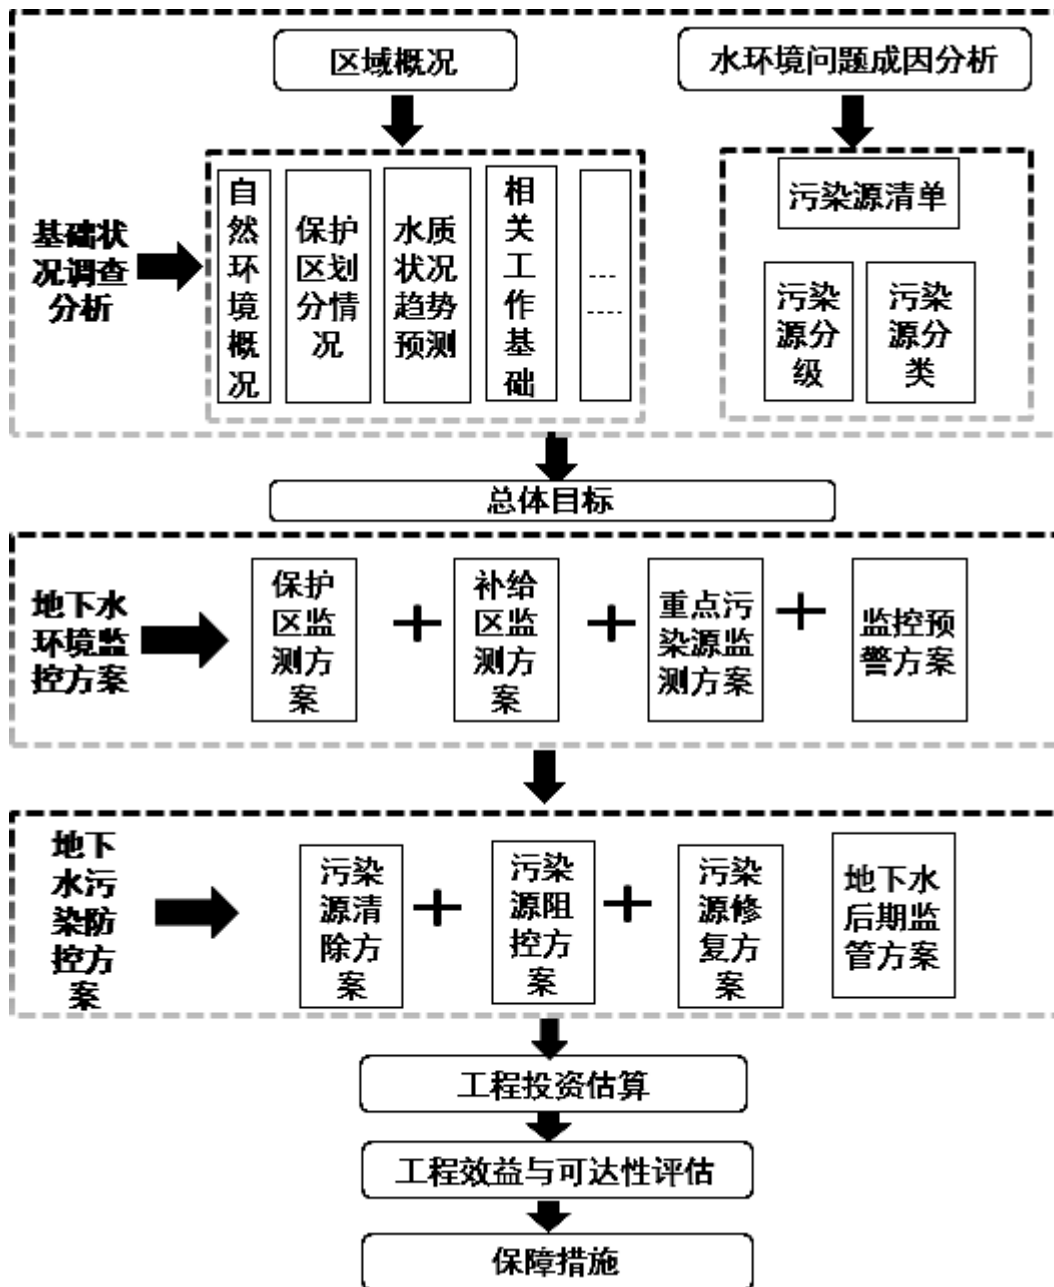 区域概况
水环境问题成因分析
基础状
况调查
分析
自
然
环
境
概
况
保护
区划
分情
况
水质
状况
趋势
预测
相
关
工
作
基
础
...
.....
污染源清单
污染
源分
级
污染
源分
类
总体目标
地下水
环境监
控方案
保护
区监
测方
案
+
补给
区监
测方
案
+
重点污
染源监
测方案
+
监控预
警方案
地下
水污
染防
控方
案
污染
源清
除方
案
+
污染
源阻
控方
案
+
污染
源修
复方
案
地下水
后期监
管方案
工程投资估算
工程效益与可达性评估
保障措施